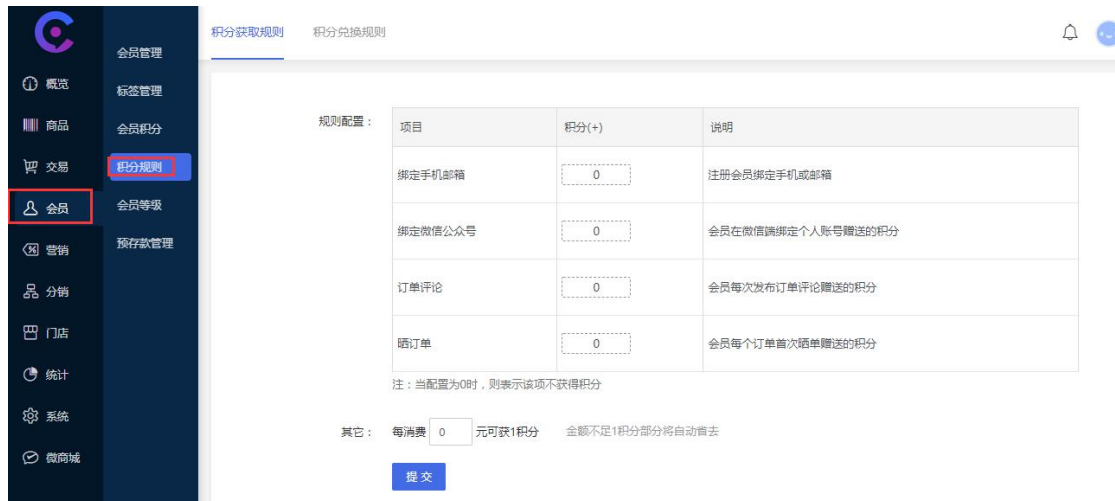 概览
商品
交易
会员
营销
分销
门店
统计
系统
微商城
会员管理
标签管理
会员积分
积分规则
会员等级
预存款管理
积分获取规则 积分兑换规则
规则配置：
项目 积分(+) 说明
绑定手机邮箱 0 注册会员绑定手机或邮箱
绑定微信公众号 0 会员在微信端绑定个人账号赠送的积分
订单评论 0 会员每次发布订单评论赠送的积分
晒订单 0 会员每个订单首次晒单赠送的积分
注：当配置为0时，则表示该项不获得积分
其它： 每消费 0 元可获1积分 金额不足1积分部分将自动省去
提交